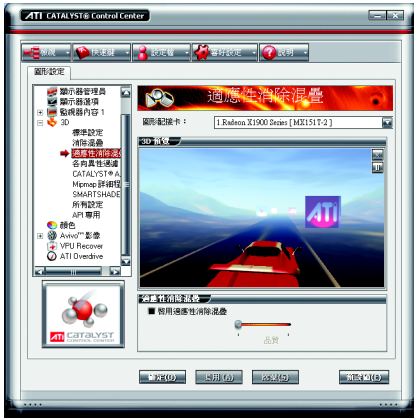 ATI CATALYST® Control Center
檢視
快速鍵
設定檔
喜好設定
說明
圖形設定
顯示器管理員
顯示器選項
監視器內容 1
3D
標準設定
消除混疊
適應性消除混疊
各向異性過濾
CATALYST® A.
Mipmap 詳細程
SMARTSHADE
所有設定
API 專用
顏色
Avivo™ 影像
VPU Recover
ATI Overdrive
ATI CATALYST
CONTROL CENTER
適應性消除混疊
圖形配接卡：
1.Radeon X1900 Series [ MX151T-2 ]
3D 預覽
ATI
適應性消除混疊
啓用適應性消除混疊
品質
確定(O)
套用 (A)
預設值(E)